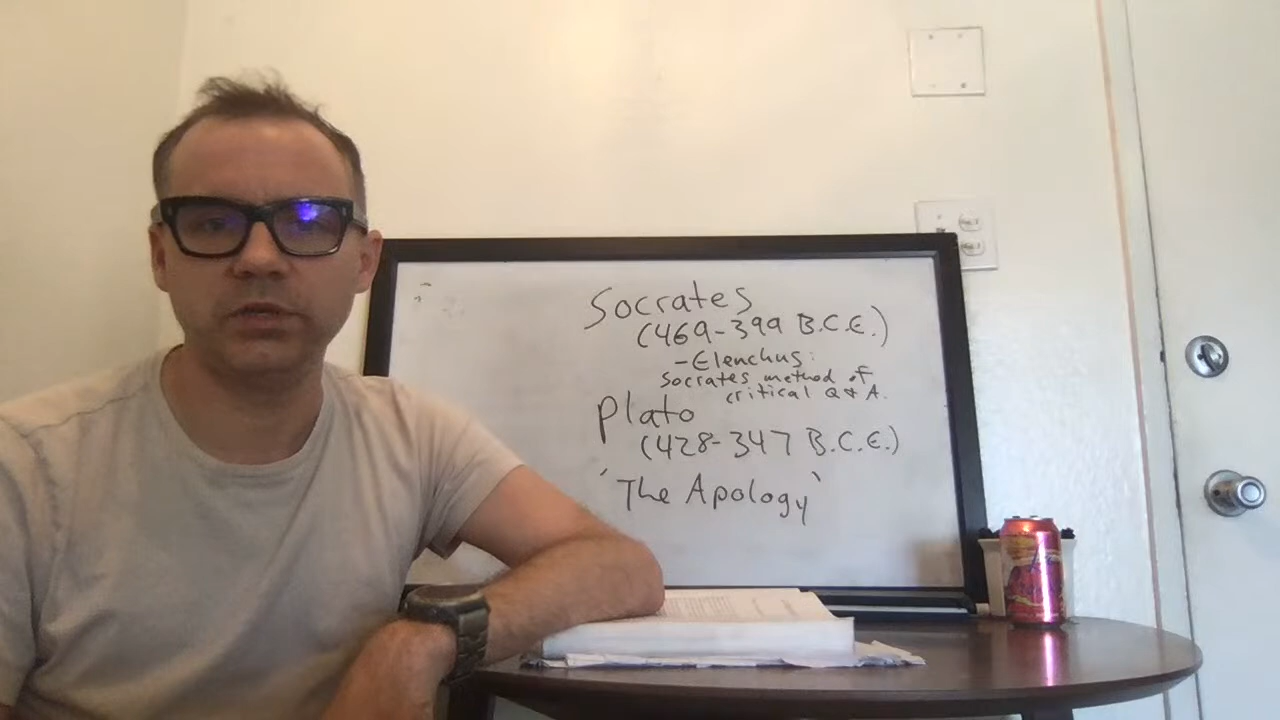 Socrates
(469-399 B.C.E.)
-Elenchus:
Socrates method of
critical Q & A.
Plato
(428-347 B.C.E.)
'The Apology'